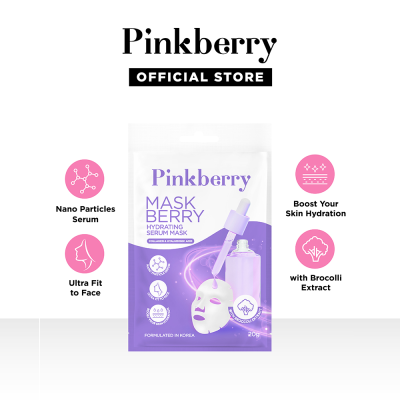 Pinkberry
OFFICIAL STORE
Nano Particles
Serum
Ultra Fit
to Face
Boost Your
Skin Hydration
with Brocolli
Extract
Pinkberry
MASK
BERRY
HYDRATING
SERUM MASK
COLLAGEN & HYALURONIC ACID
FORMULATED IN KOREA
20g